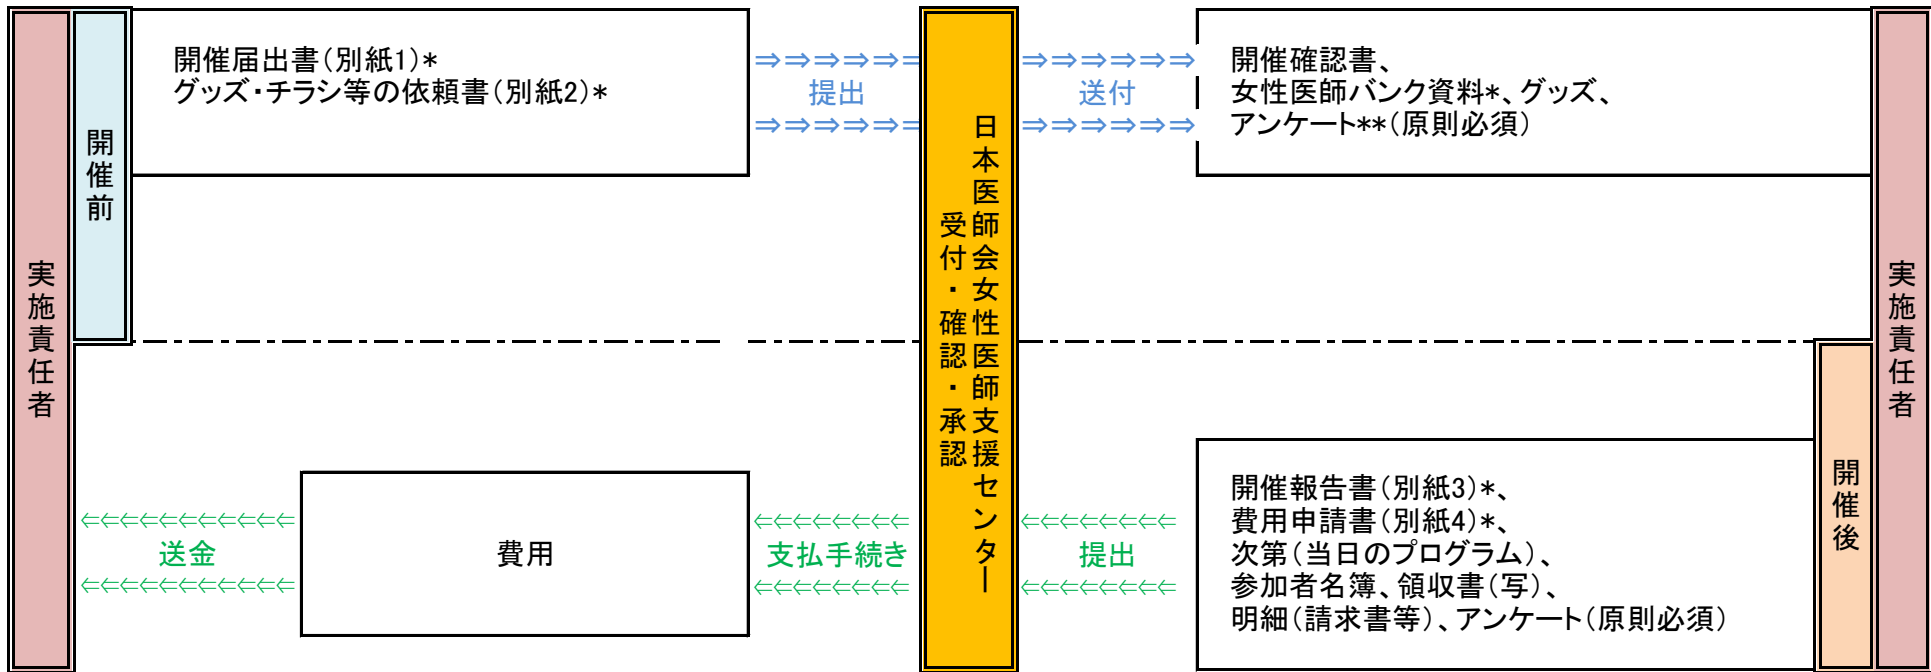 実施責任者
開催前
開催届出書(別紙1)*
グッズ・チラシ等の依頼書(別紙2)*
⇒⇒⇒⇒⇒⇒
提出
⇒⇒⇒⇒⇒⇒
日本医師会女性医師支援センター
受付・確認・承認
⇒⇒⇒⇒⇒⇒
送付
⇒⇒⇒⇒⇒⇒
開催確認書、
女性医師バンク資料*、グッズ、
アンケート**(原則必須)
実施責任者
開催後
開催報告書(別紙3)*、
費用申請書(別紙4)*、
次第(当日のプログラム)、
参加者名簿、領収書(写)、
明細(請求書等)、アンケート(原則必須)
⇐⇐⇐⇐⇐⇐⇐⇐
提出
⇐⇐⇐⇐⇐⇐⇐⇐
⇐⇐⇐⇐⇐⇐⇐⇐
支払手続き
⇐⇐⇐⇐⇐⇐⇐⇐
費用
⇐⇐⇐⇐⇐⇐⇐⇐⇐⇐⇐
送金
⇐⇐⇐⇐⇐⇐⇐⇐⇐⇐⇐